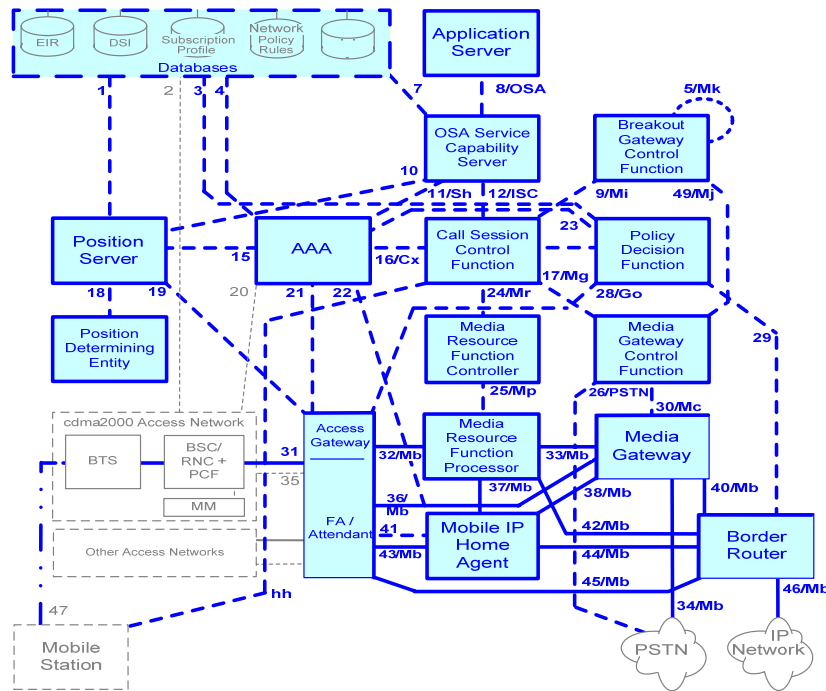 EIR
DSI
Subscription
Profile
Network
Policy
Rules
Databases
Application
Server
1
2
3
4
7
8/OSA
5/Mk
OSA Service
Capability
Server
Breakout
Gateway
Control
Function
10
11/Sh
12/ISC
9/Mi
49/Mj
Position
Server
15
AAA
16/Cx
Call Session
Control
Function
23
Policy
Decision
Function
17/Mg
18
19
20
21
22
24/Mr
28/Go
Position
Determining
Entity
Media
Resource
Function
Controller
Media
Gateway
Control
Function
29
25/Mp
26/PSTN
30/Mc
cdma2000 Access Network
BTS
BSC/
RNC +
PCF
MM
31
35
Access
Gateway
FA /
Attendant
32/Mb
Media
Resource
Function
Processor
33/Mb
Media
Gateway
36/
Mb
37/Mb
38/Mb
40/Mb
Other Access Networks
41
43/Mb
Mobile IP
Home
Agent
42/Mb
44/Mb
45/Mb
Border
Router
hh
47
34/Mb
46/Mb
Mobile
Station
PSTN
IP
Network